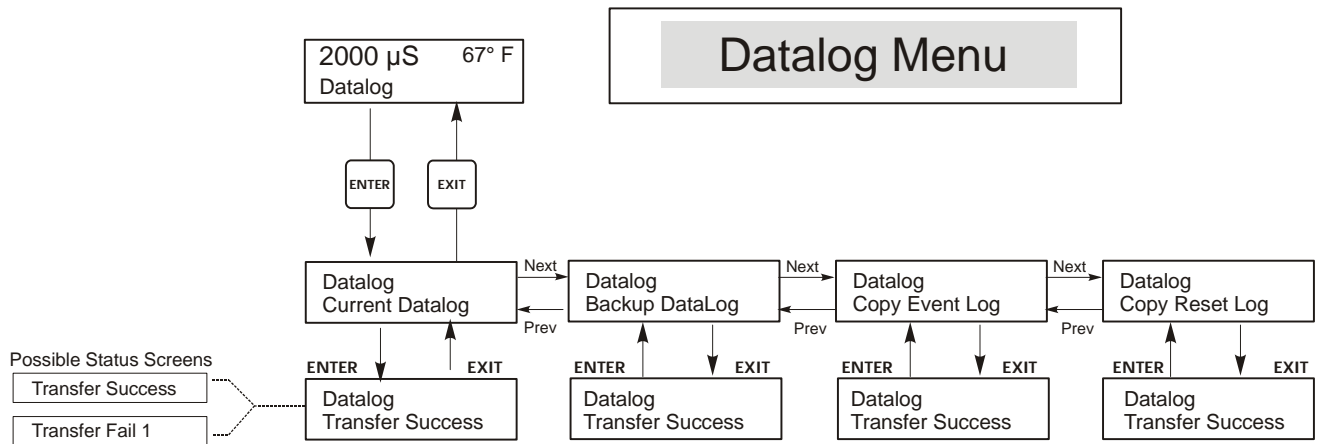 Datalog Menu
2000 µS 67° F
Datalog
ENTER EXIT
Datalog
Current Datalog
Next
Prev
Datalog
Backup DataLog
Next
Prev
Datalog
Copy Event Log
Next
Prev
Datalog
Copy Reset Log
Possible Status Screens
Transfer Success
Transfer Fail 1
ENTER EXIT
Datalog
Transfer Success
ENTER EXIT
Datalog
Transfer Success
ENTER EXIT
Datalog
Transfer Success
ENTER EXIT
Datalog
Transfer Success